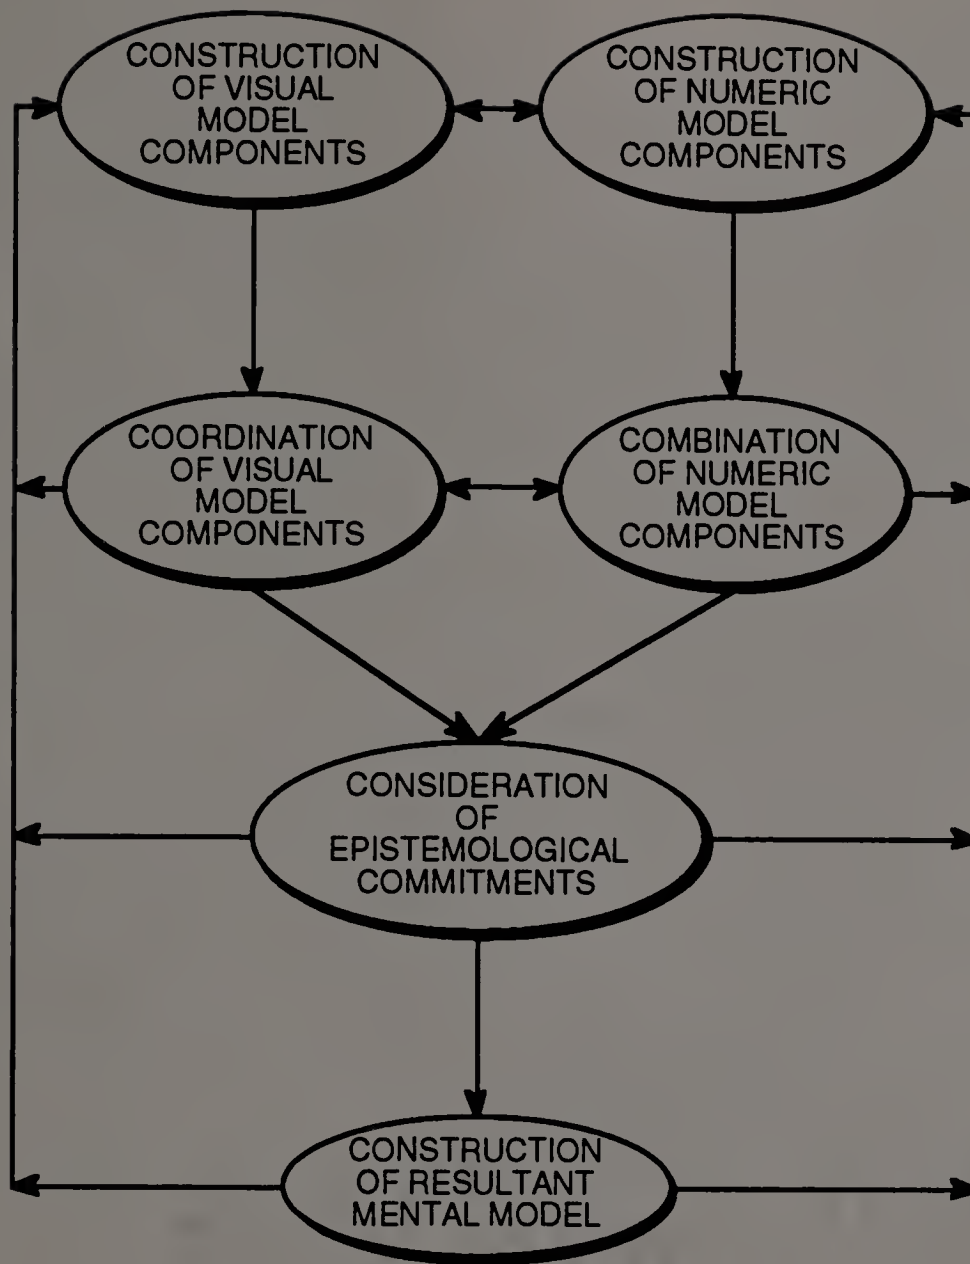 CONSTRUCTION
OF VISUAL
MODEL
COMPONENTS
CONSTRUCTION
OF NUMERIC
MODEL
COMPONENTS
COORDINATION
OF VISUAL
MODEL
COMPONENTS
COMBINATION
OF NUMERIC
MODEL
COMPONENTS
CONSIDERATION
OF
EPISTEMOLOGICAL
COMMITMENTS
CONSTRUCTION
OF RESULTANT
MENTAL MODEL